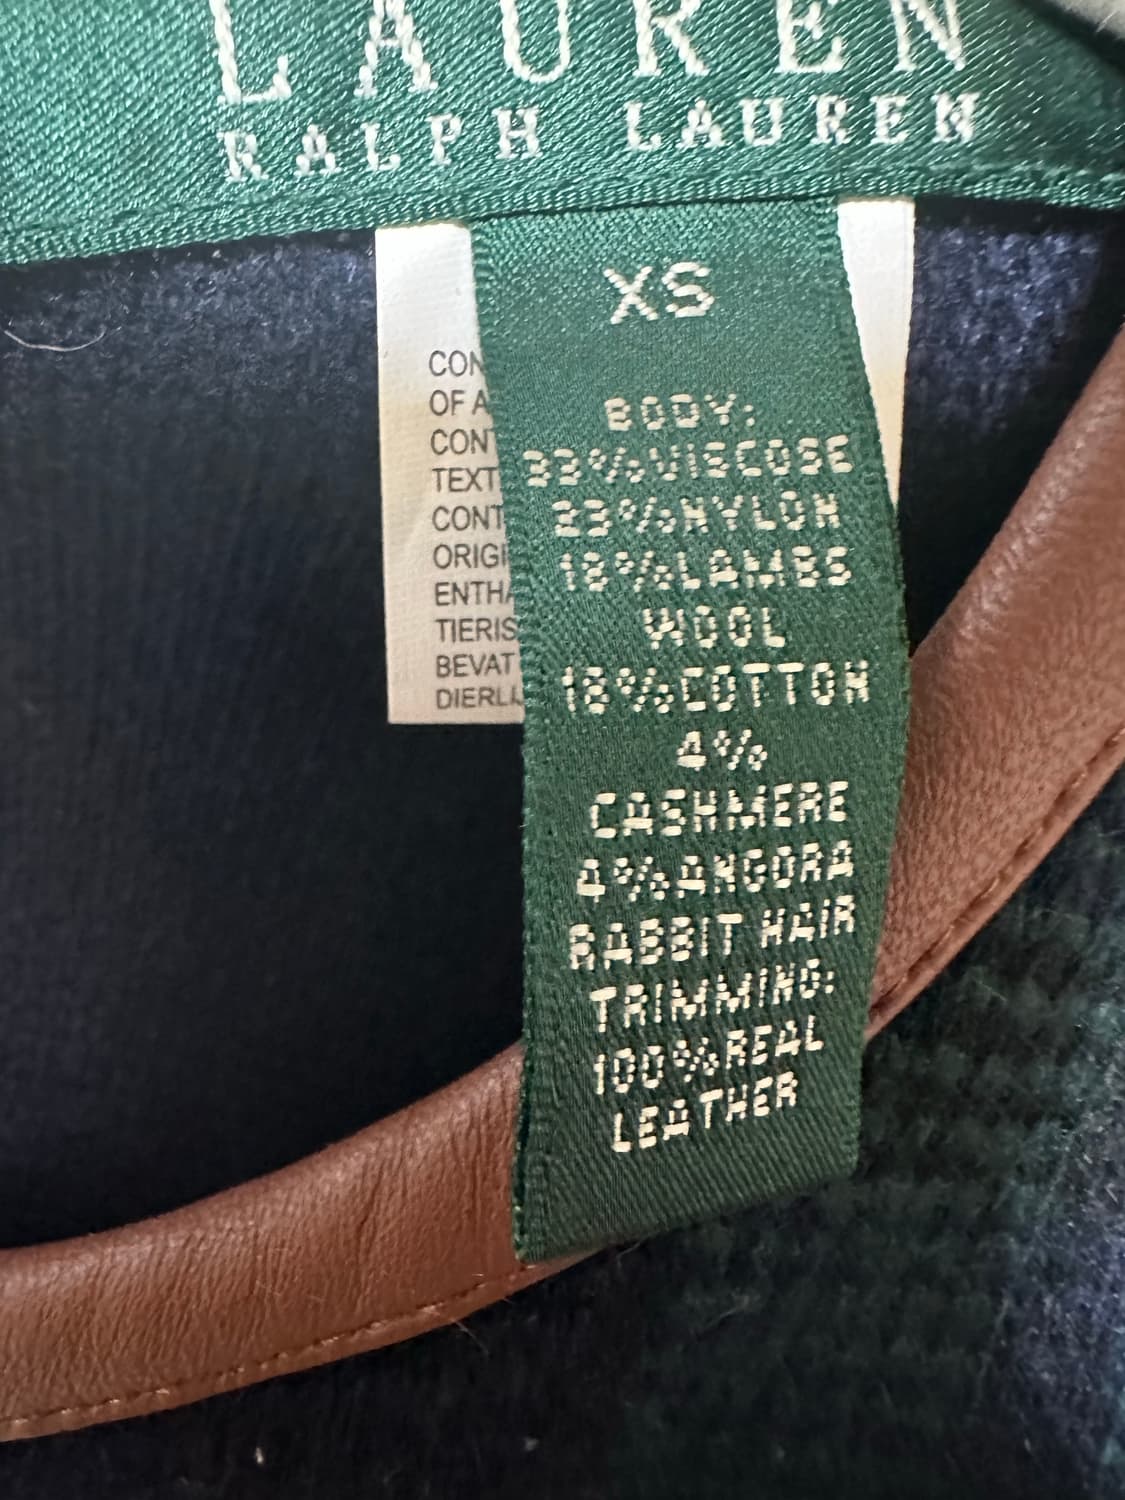 LAUREN
RALPH LAUREN
XS
BODY:
33%VISCOSE
23%NYLON
18%LAMBS
WOOL
18%COTTON
4%
CASHMERE
4%ANGORA
RABBIT HAIR
TRIMMING:
100%REAL
LEATHER
CON
OF A
CONT
TEXT
CONT
ORIGI
ENTHA
TIERIS
BEVAT
DIERLIJ